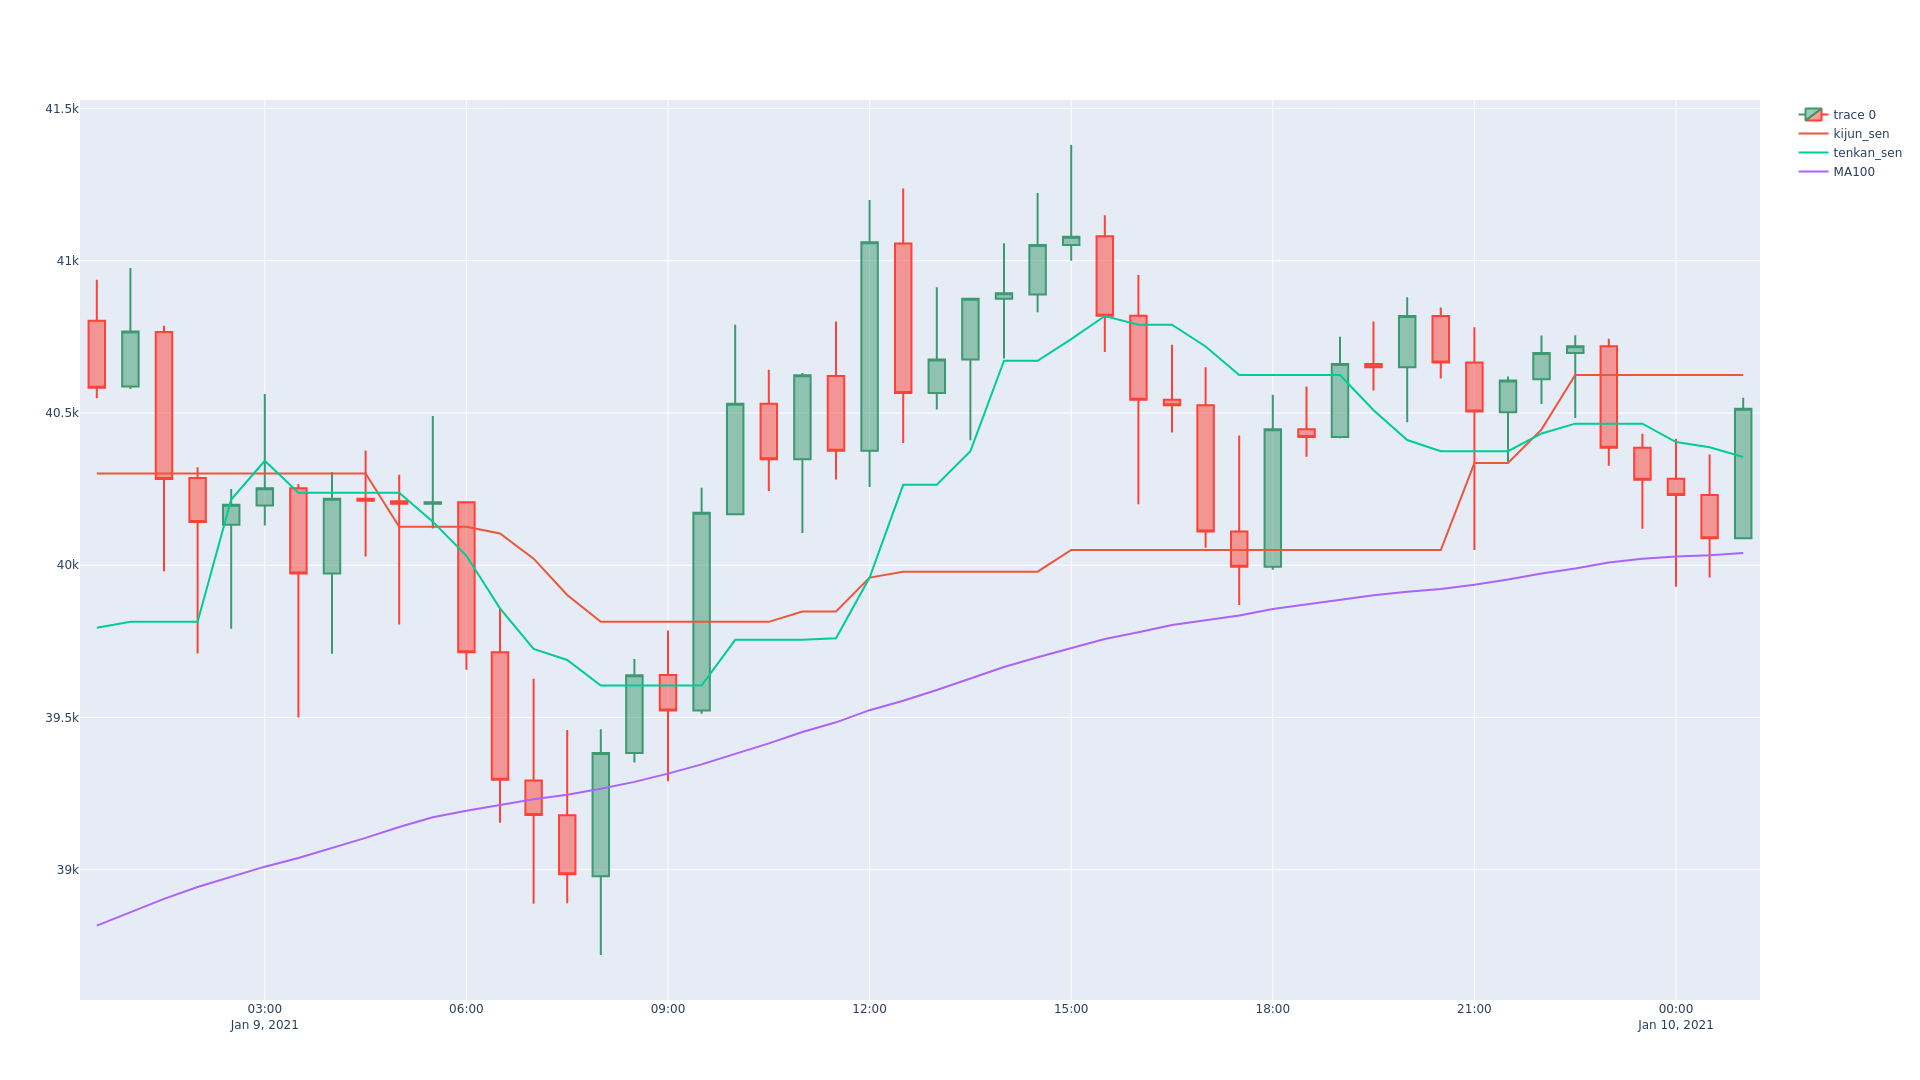 41.5k
41k
40.5k
40k
39.5k
39k
03:00
Jan 9, 2021
06:00
09:00
12:00
15:00
18:00
21:00
00:00
Jan 10, 2021
trace 0
kijun_sen
tenkan_sen
MA100